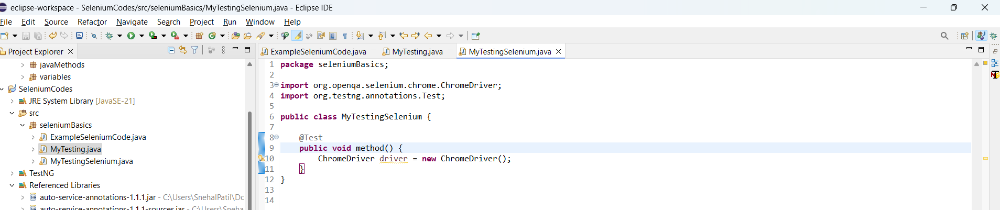 eclipse-workspace - SeleniumCodes/src/seleniumBasics/MyTestingSelenium.java - Eclipse IDE
File Edit Source Refactor Navigate Search Project Run Window Help
Project Explorer
javaMethods
variables
SeleniumCodes
JRE System Library [JavaSE-21]
src
seleniumBasics
ExampleSeleniumCode.java
MyTesting.java
MyTestingSelenium.java
TestNG
Referenced Libraries
auto-service-annotations-1.1.1.jar - C:\Users\SnehalPatil\Do
auto-service-annotations-1.1.1-sources.jar - C:\Users\Sneha
ExampleSeleniumCode.java MyTesting.java MyTestingSelenium.java
1 package seleniumBasics;
2
3 import org.openqa.selenium.chrome.ChromeDriver;
4 import org.testng.annotations.Test;
5
6 public class MyTestingSelenium {
7
8 @Test
9 public void method() {
10 ChromeDriver driver = new ChromeDriver();
11 }
12 }
13
14